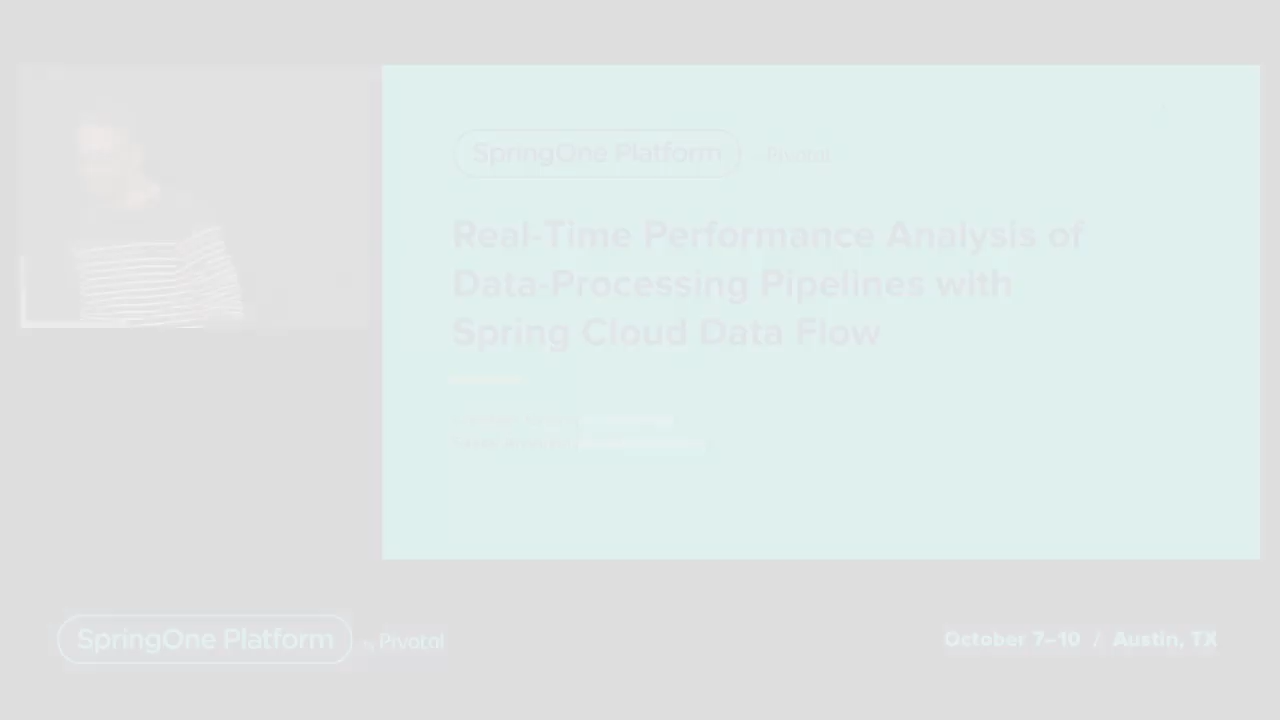 SpringOne Platform
Pivotal
Real-Time Performance Analysis of
Data-Processing Pipelines with
Spring Cloud Data Flow
SpringOne Platform by Pivotal
October 7–10 / Austin, TX